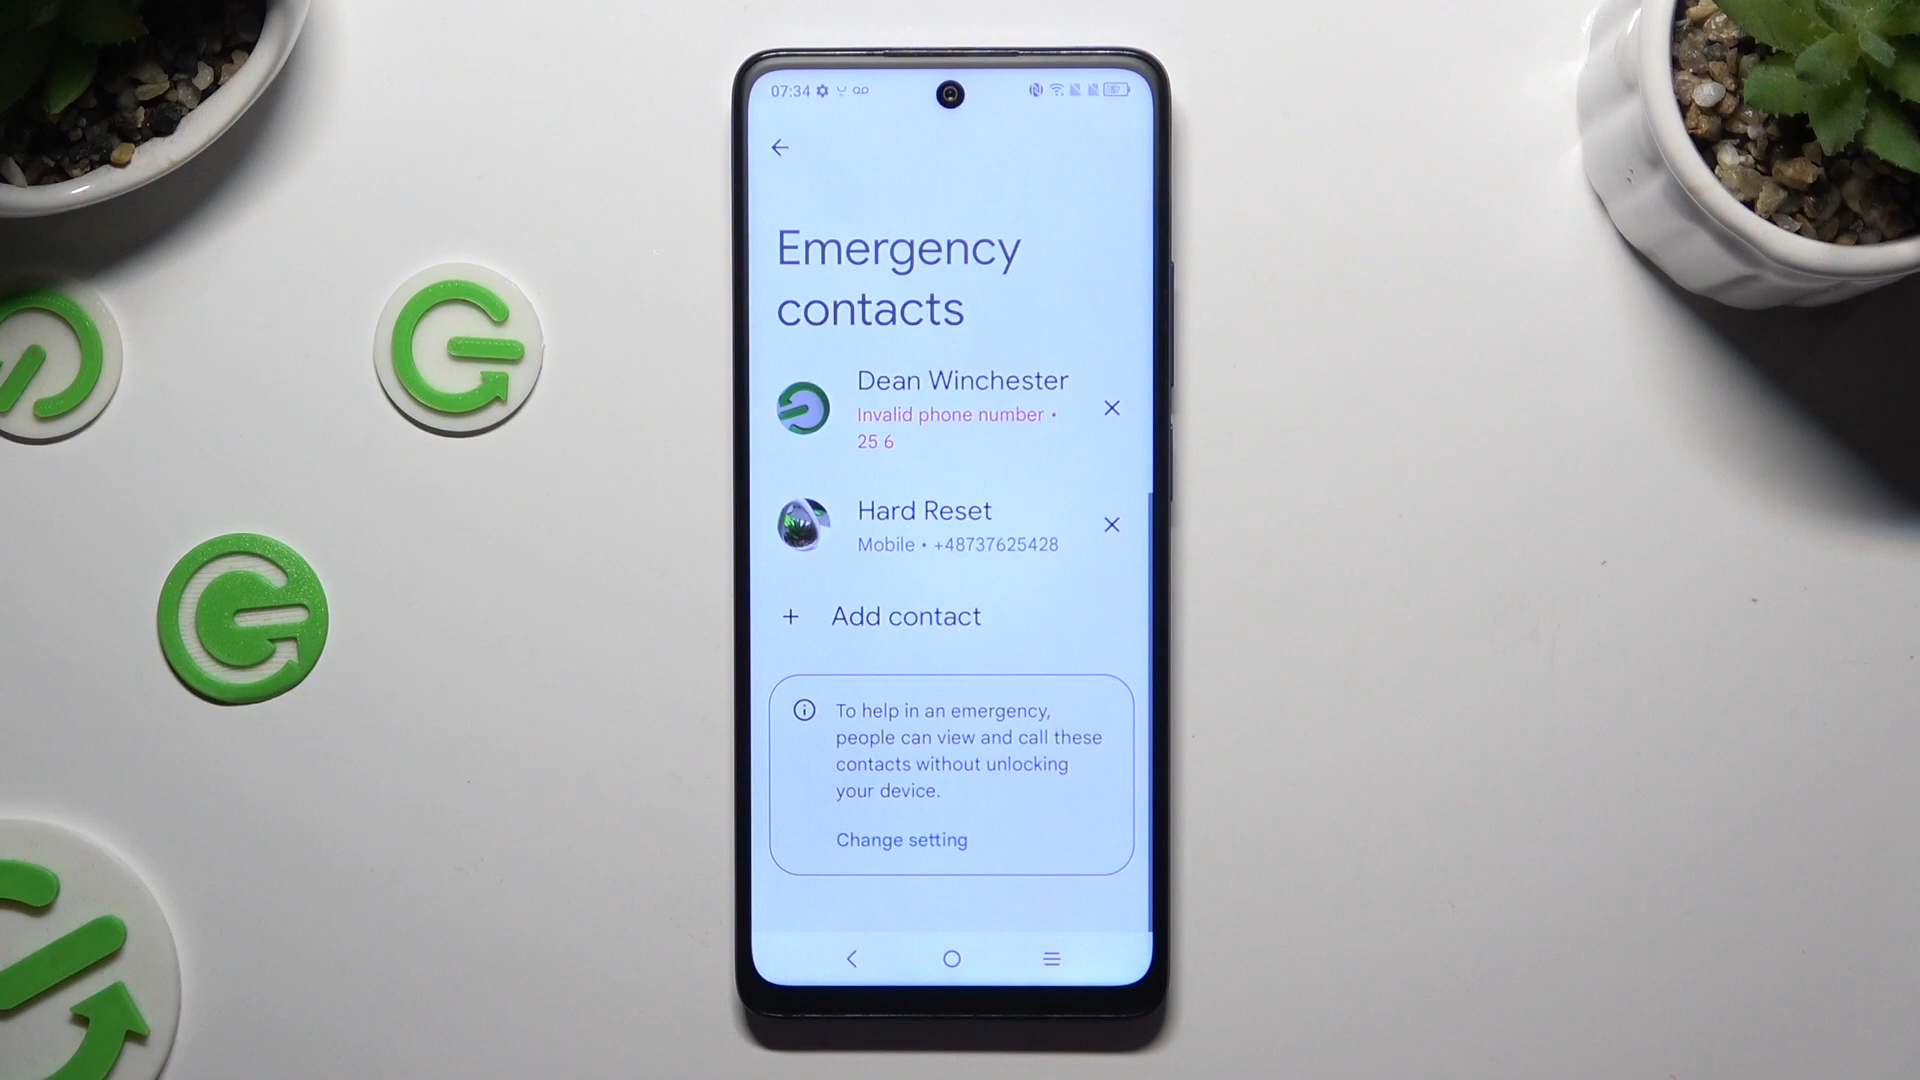 07:34
Emergency
contacts
Dean Winchester
Invalid phone number •
25 6
Hard Reset
Mobile • +48737625428
+ Add contact
To help in an emergency,
people can view and call these
contacts without unlocking
your device.
Change setting